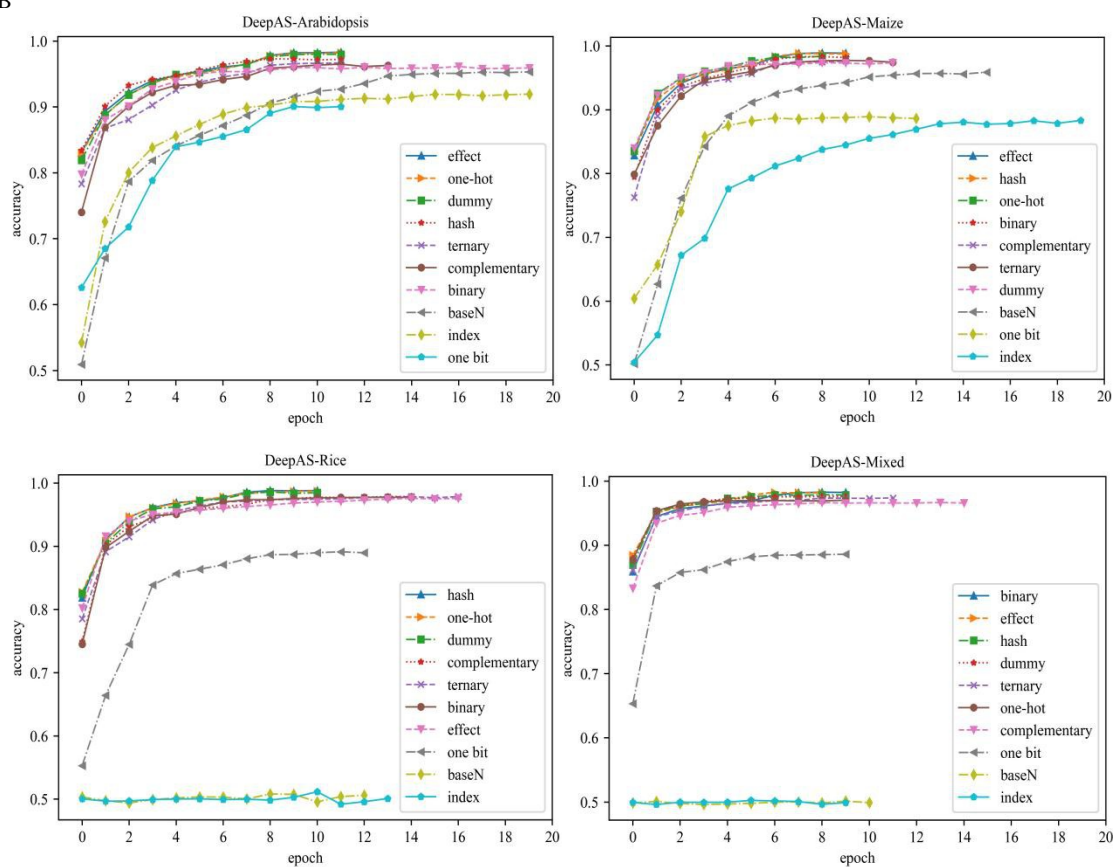 B
DeepAS-Arabidopsis
1.0
0.9
0.8
0.7
0.6
0.5
accuracy
0 2 4 6 8 10 12 14 16 18 20
epoch
effect
one-hot
dummy
hash
ternary
complementary
binary
baseN
index
one bit
DeepAS-Maize
1.0
0.9
0.8
0.7
0.6
0.5
accuracy
0 2 4 6 8 10 12 14 16 18 20
epoch
effect
hash
one-hot
binary
complementary
ternary
dummy
baseN
one bit
index
DeepAS-Rice
1.0
0.9
0.8
0.7
0.6
0.5
accuracy
0 2 4 6 8 10 12 14 16 18 20
epoch
hash
one-hot
dummy
complementary
ternary
binary
effect
one bit
baseN
index
DeepAS-Mixed
1.0
0.9
0.8
0.7
0.6
0.5
accuracy
0 2 4 6 8 10 12 14 16 18 20
epoch
binary
effect
hash
dummy
ternary
one-hot
complementary
one bit
baseN
index